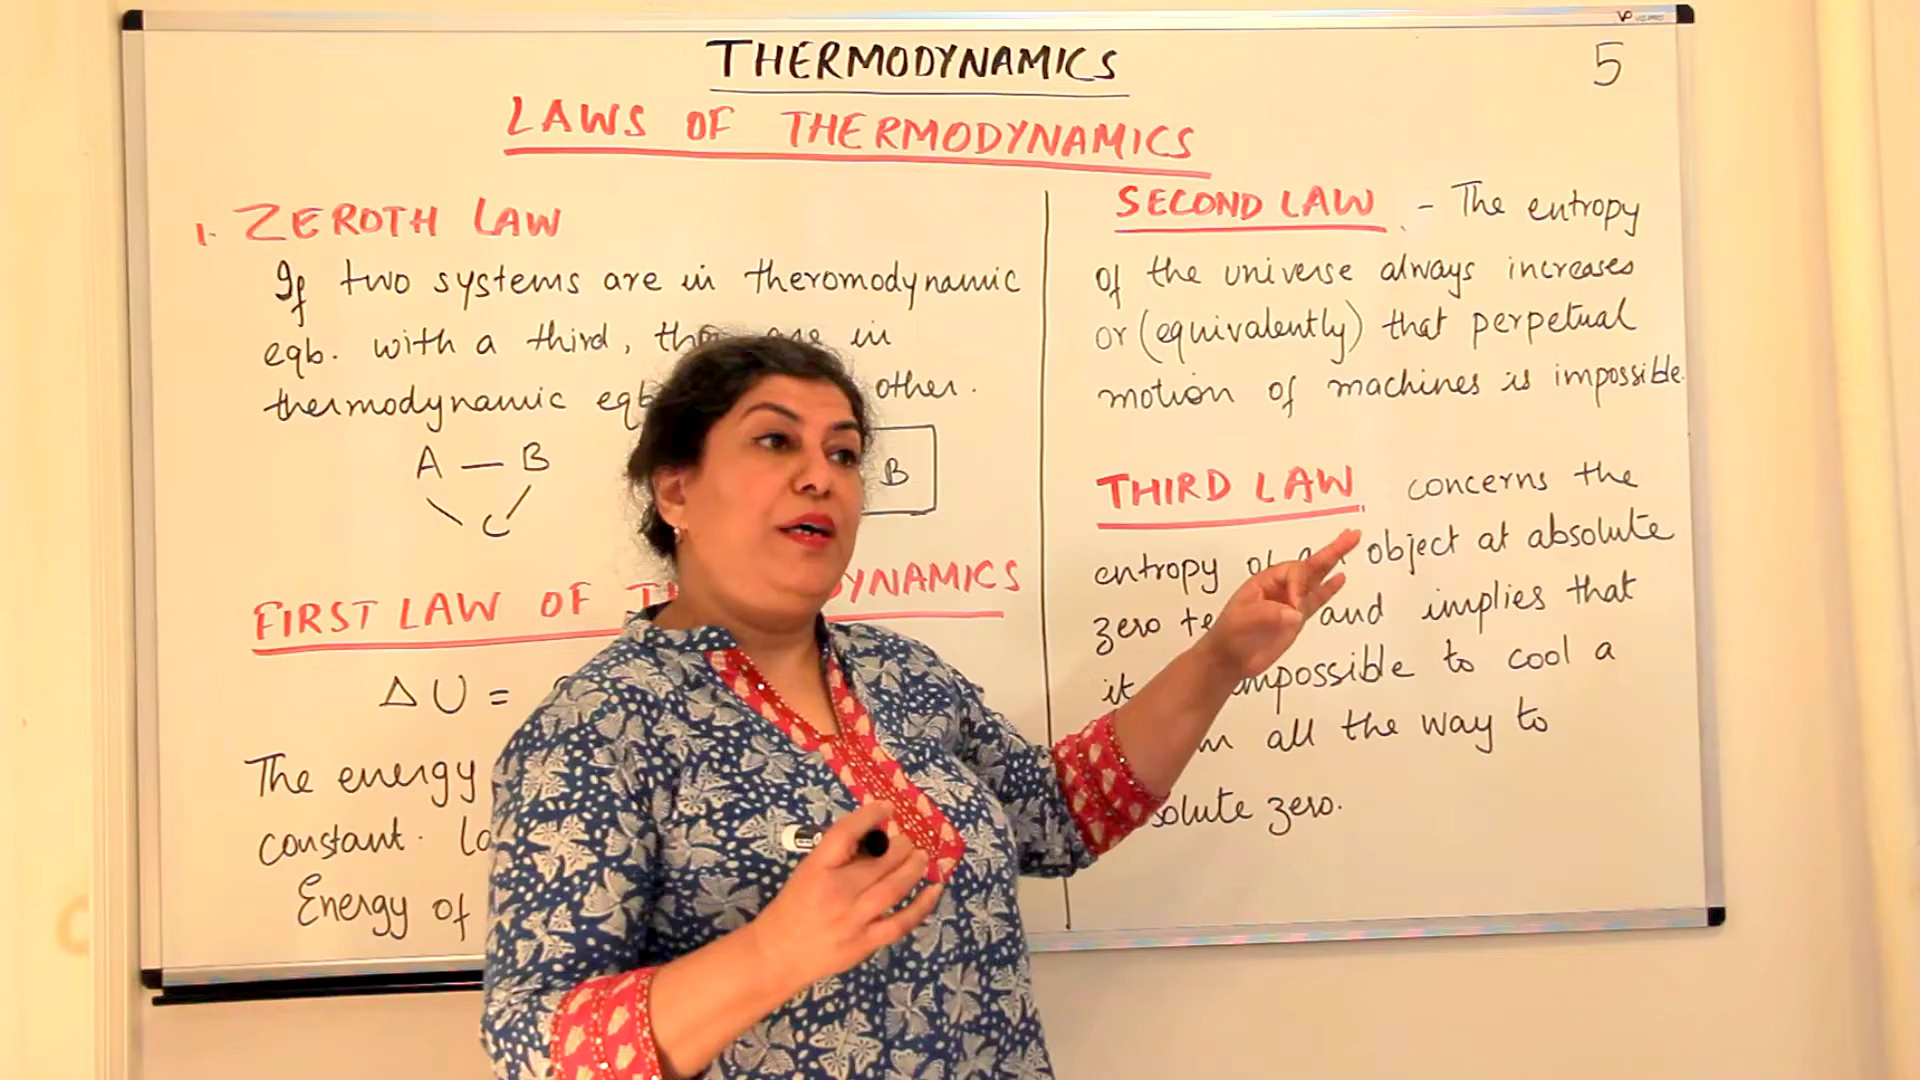 THERMODYNAMICS
5
LAWS OF THERMODYNAMICS
1. ZEROTH LAW
If two systems are in theromodynamic
eqb. with a third, in
thermodynamic eqb other.
A — B
C
B
FIRST LAW OF DYNAMICS
ΔU =
The energy
constant.
Energy of
SECOND LAW - The entropy
of the universe always increases
or (equivalently) that perpetual
motion of machines is impossible.
THIRD LAW concerns the
entropy object at absolute
zero and implies that
it impossible to cool a
all the way to
zero.